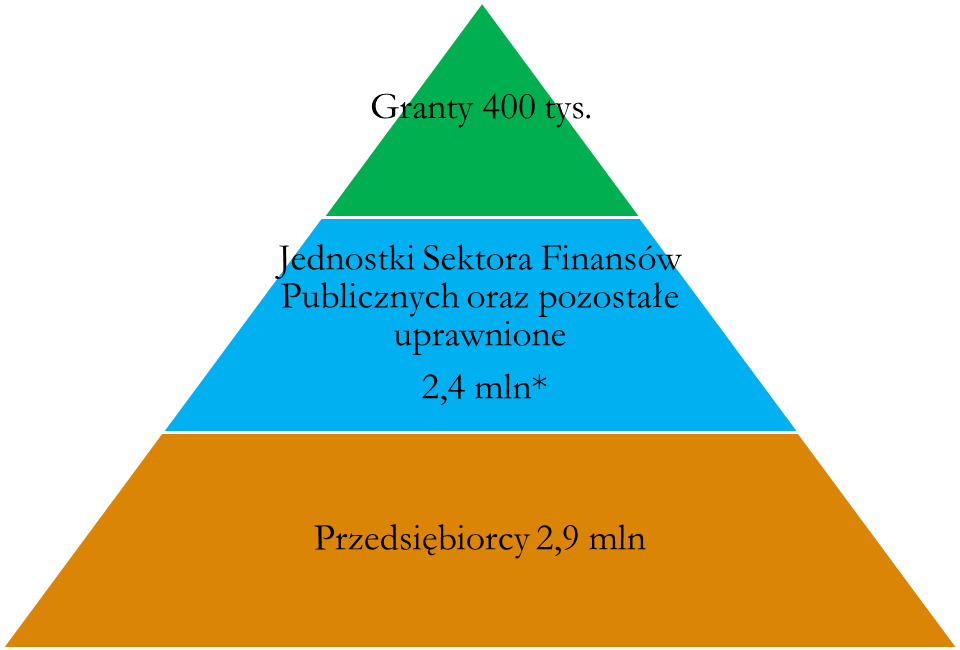 Granty 400 tys.
Jednostki Sektora Finansów
Publicznych oraz pozostałe
uprawnione
2,4 mln*
Przedsiębiorcy 2,9 mln